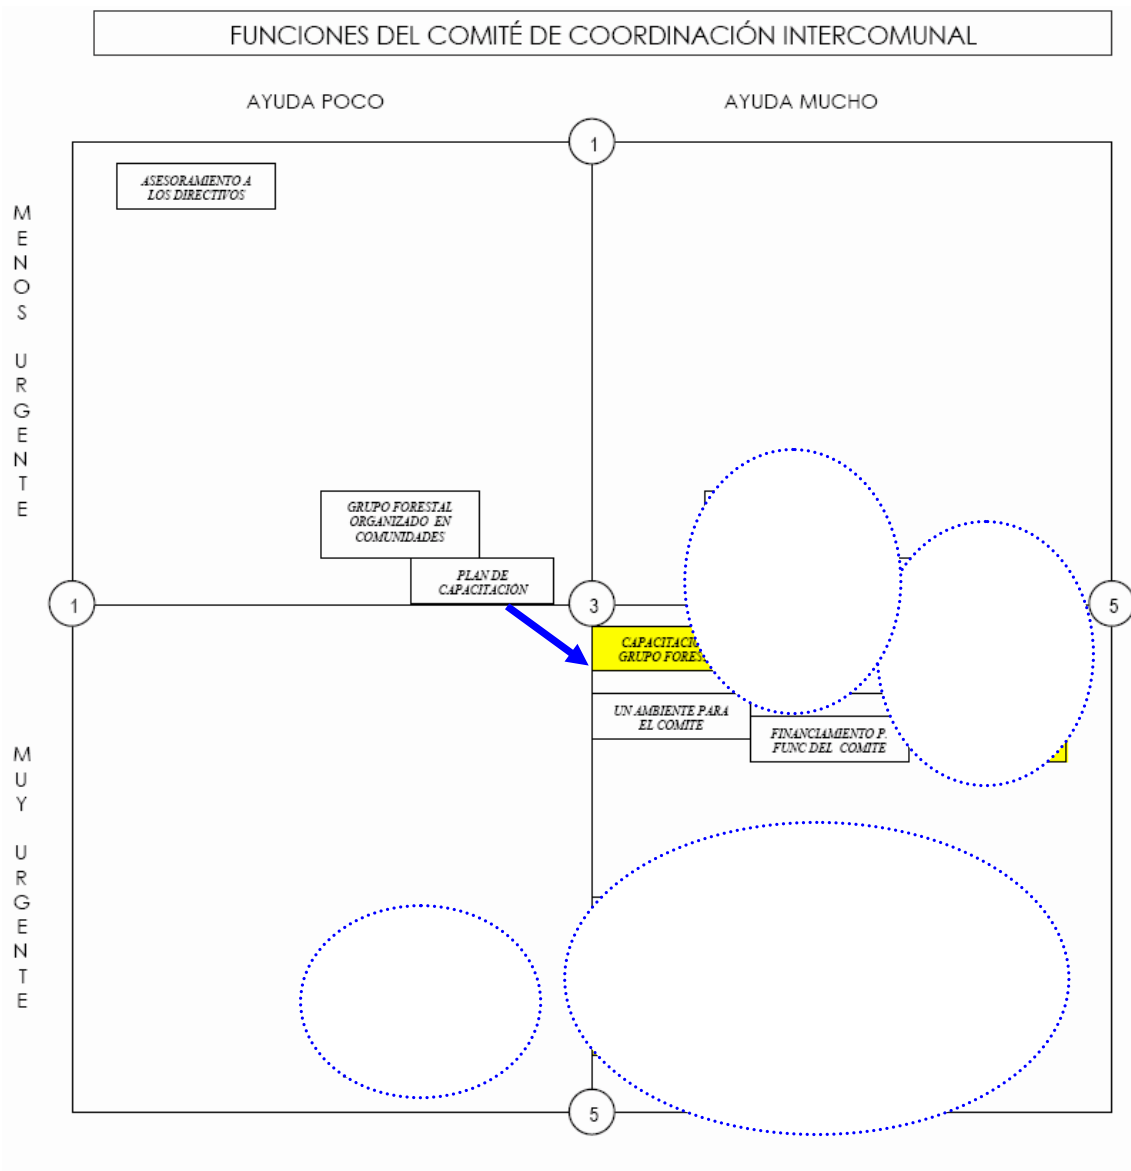 FUNCIONES DEL COMITÉ DE COORDINACIÓN INTERCOMUNAL
AYUDA POCO
AYUDA MUCHO
1
ASESORAMIENTO A
LOS DIRECTIVOS
MENOS URGENTE
GRUPO FORESTAL
ORGANIZADO EN
COMUNIDADES
PLAN DE
CAPACITACIÓN
1
3
5
GRUPO
UN AMBIENTE PARA
EL COMITE
FINANCIAMIENTO P.
FUNC DEL COMITE
MUY URGENTE
5